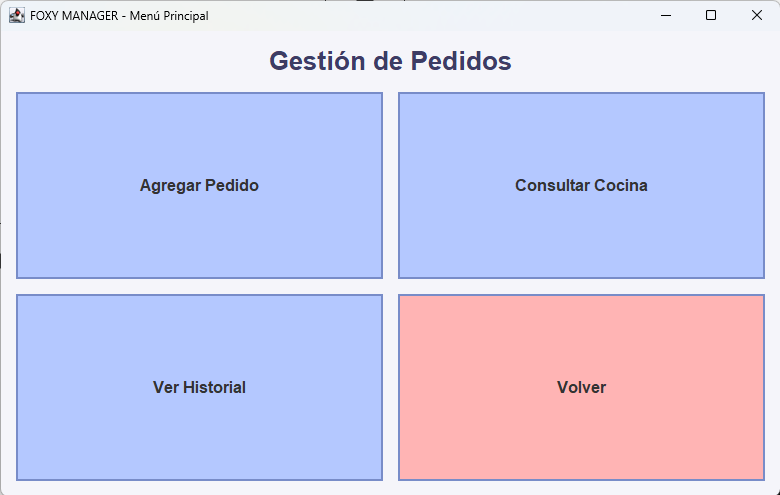 FOXY MANAGER - Menú Principal
Gestión de Pedidos
Agregar Pedido
Consultar Cocina
Ver Historial
Volver